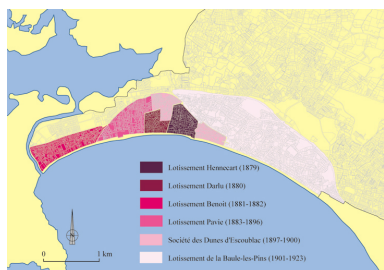 Lotissement Hennecart (1879)
Lotissement Darlu (1880)
Lotissement Benoit (1881-1882)
Lotissement Pavie (1883-1896)
Société des Dunes d'Escoublac (1897-1900)
Lotissement de la Baule-les-Pins (1901-1923)
0 1 km